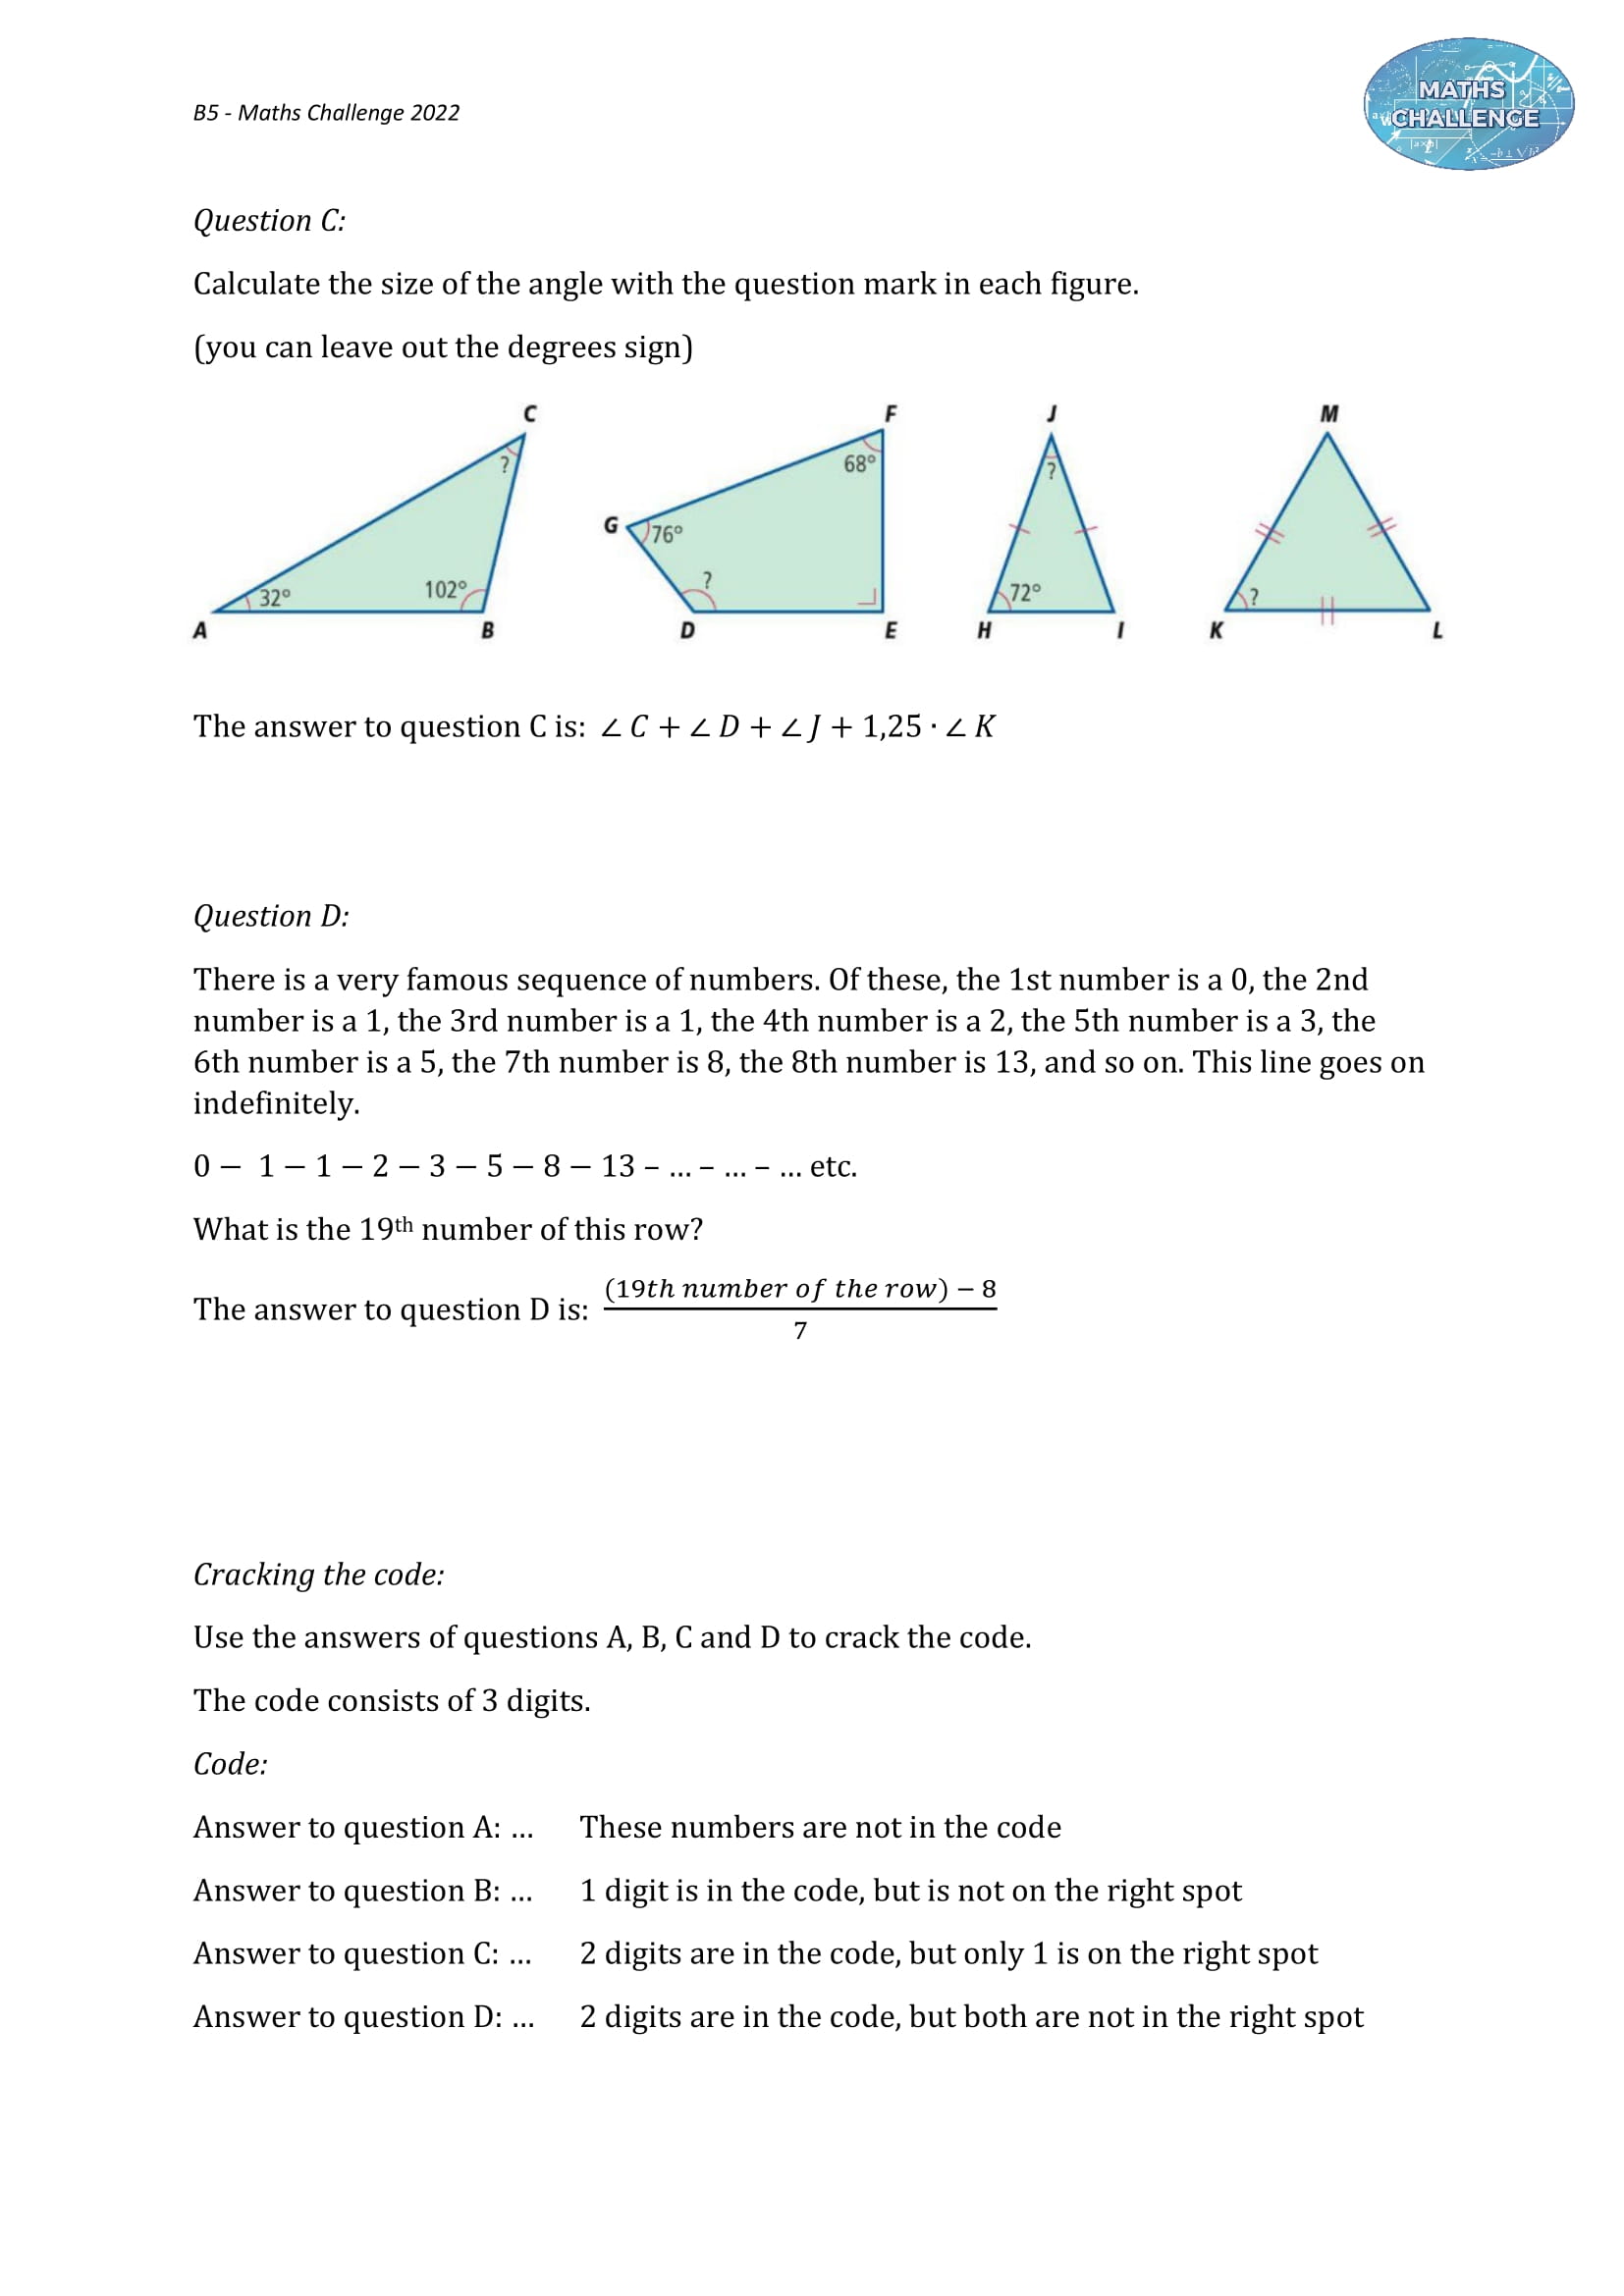 B5 - Maths Challenge 2022
MATHS
CHALLENGE
Question C:
Calculate the size of the angle with the question mark in each figure.
(you can leave out the degrees sign)
C
?
32°
102°
A
B
F
68°
G
76°
?
D
E
J
?
72°
H
I
M
?
K
L
The answer to question C is: ∠ C + ∠ D + ∠ J + 1,25 · ∠ K
Question D:
There is a very famous sequence of numbers. Of these, the 1st number is a 0, the 2nd
number is a 1, the 3rd number is a 1, the 4th number is a 2, the 5th number is a 3, the
6th number is a 5, the 7th number is 8, the 8th number is 13, and so on. This line goes on
indefinitely.
0 − 1 − 1 − 2 − 3 − 5 − 8 − 13 – … – … – … etc.
What is the 19th number of this row?
The answer to question D is: (19th number of the row) − 8
7
Cracking the code:
Use the answers of questions A, B, C and D to crack the code.
The code consists of 3 digits.
Code:
Answer to question A: … These numbers are not in the code
Answer to question B: … 1 digit is in the code, but is not on the right spot
Answer to question C: … 2 digits are in the code, but only 1 is on the right spot
Answer to question D: … 2 digits are in the code, but both are not in the right spot